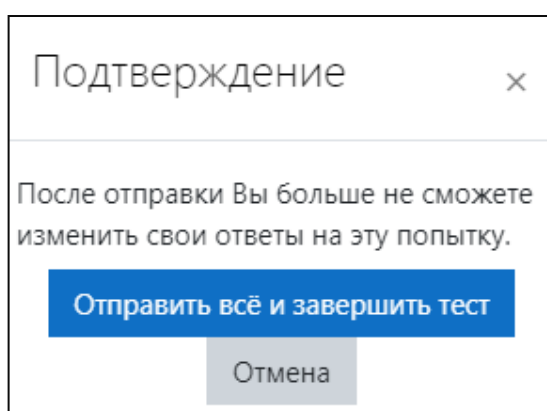 Подтверждение ×
После отправки Вы больше не сможете
изменить свои ответы на эту попытку.
Отправить всё и завершить тест
Отмена